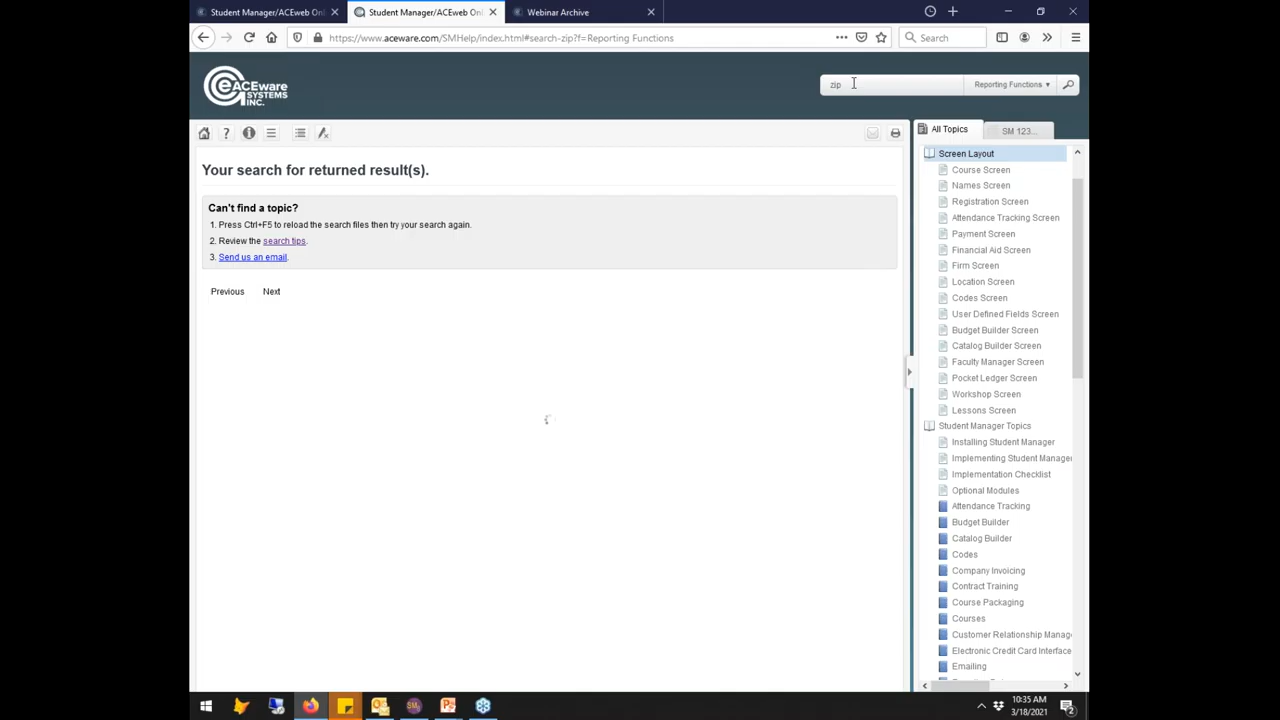 Student Manager/ACEweb Onl
Student Manager/ACEweb Onl
Webinar Archive
https://www.aceware.com/SMHelp/index.html#search-zip?f=Reporting Functions
Search
ACEware
SYSTEMS
INC.
zip
Reporting Functions
All Topics
SM 123...
Your search for returned result(s).
Can't find a topic?
1. Press Ctrl+F5 to reload the search files then try your search again.
2. Review the search tips.
3. Send us an email.
Previous
Next
Screen Layout
Course Screen
Names Screen
Registration Screen
Attendance Tracking Screen
Payment Screen
Financial Aid Screen
Firm Screen
Location Screen
Codes Screen
User Defined Fields Screen
Budget Builder Screen
Catalog Builder Screen
Faculty Manager Screen
Pocket Ledger Screen
Workshop Screen
Lessons Screen
Student Manager Topics
Installing Student Manager
Implementing Student Manager
Implementation Checklist
Optional Modules
Attendance Tracking
Budget Builder
Catalog Builder
Codes
Company Invoicing
Contract Training
Course Packaging
Courses
Customer Relationship Manag
Electronic Credit Card Interface
Emailing
10:35 AM
3/18/2021
2